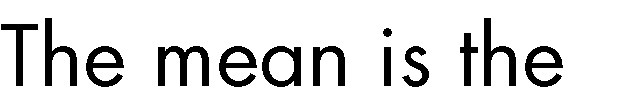 The mean is the